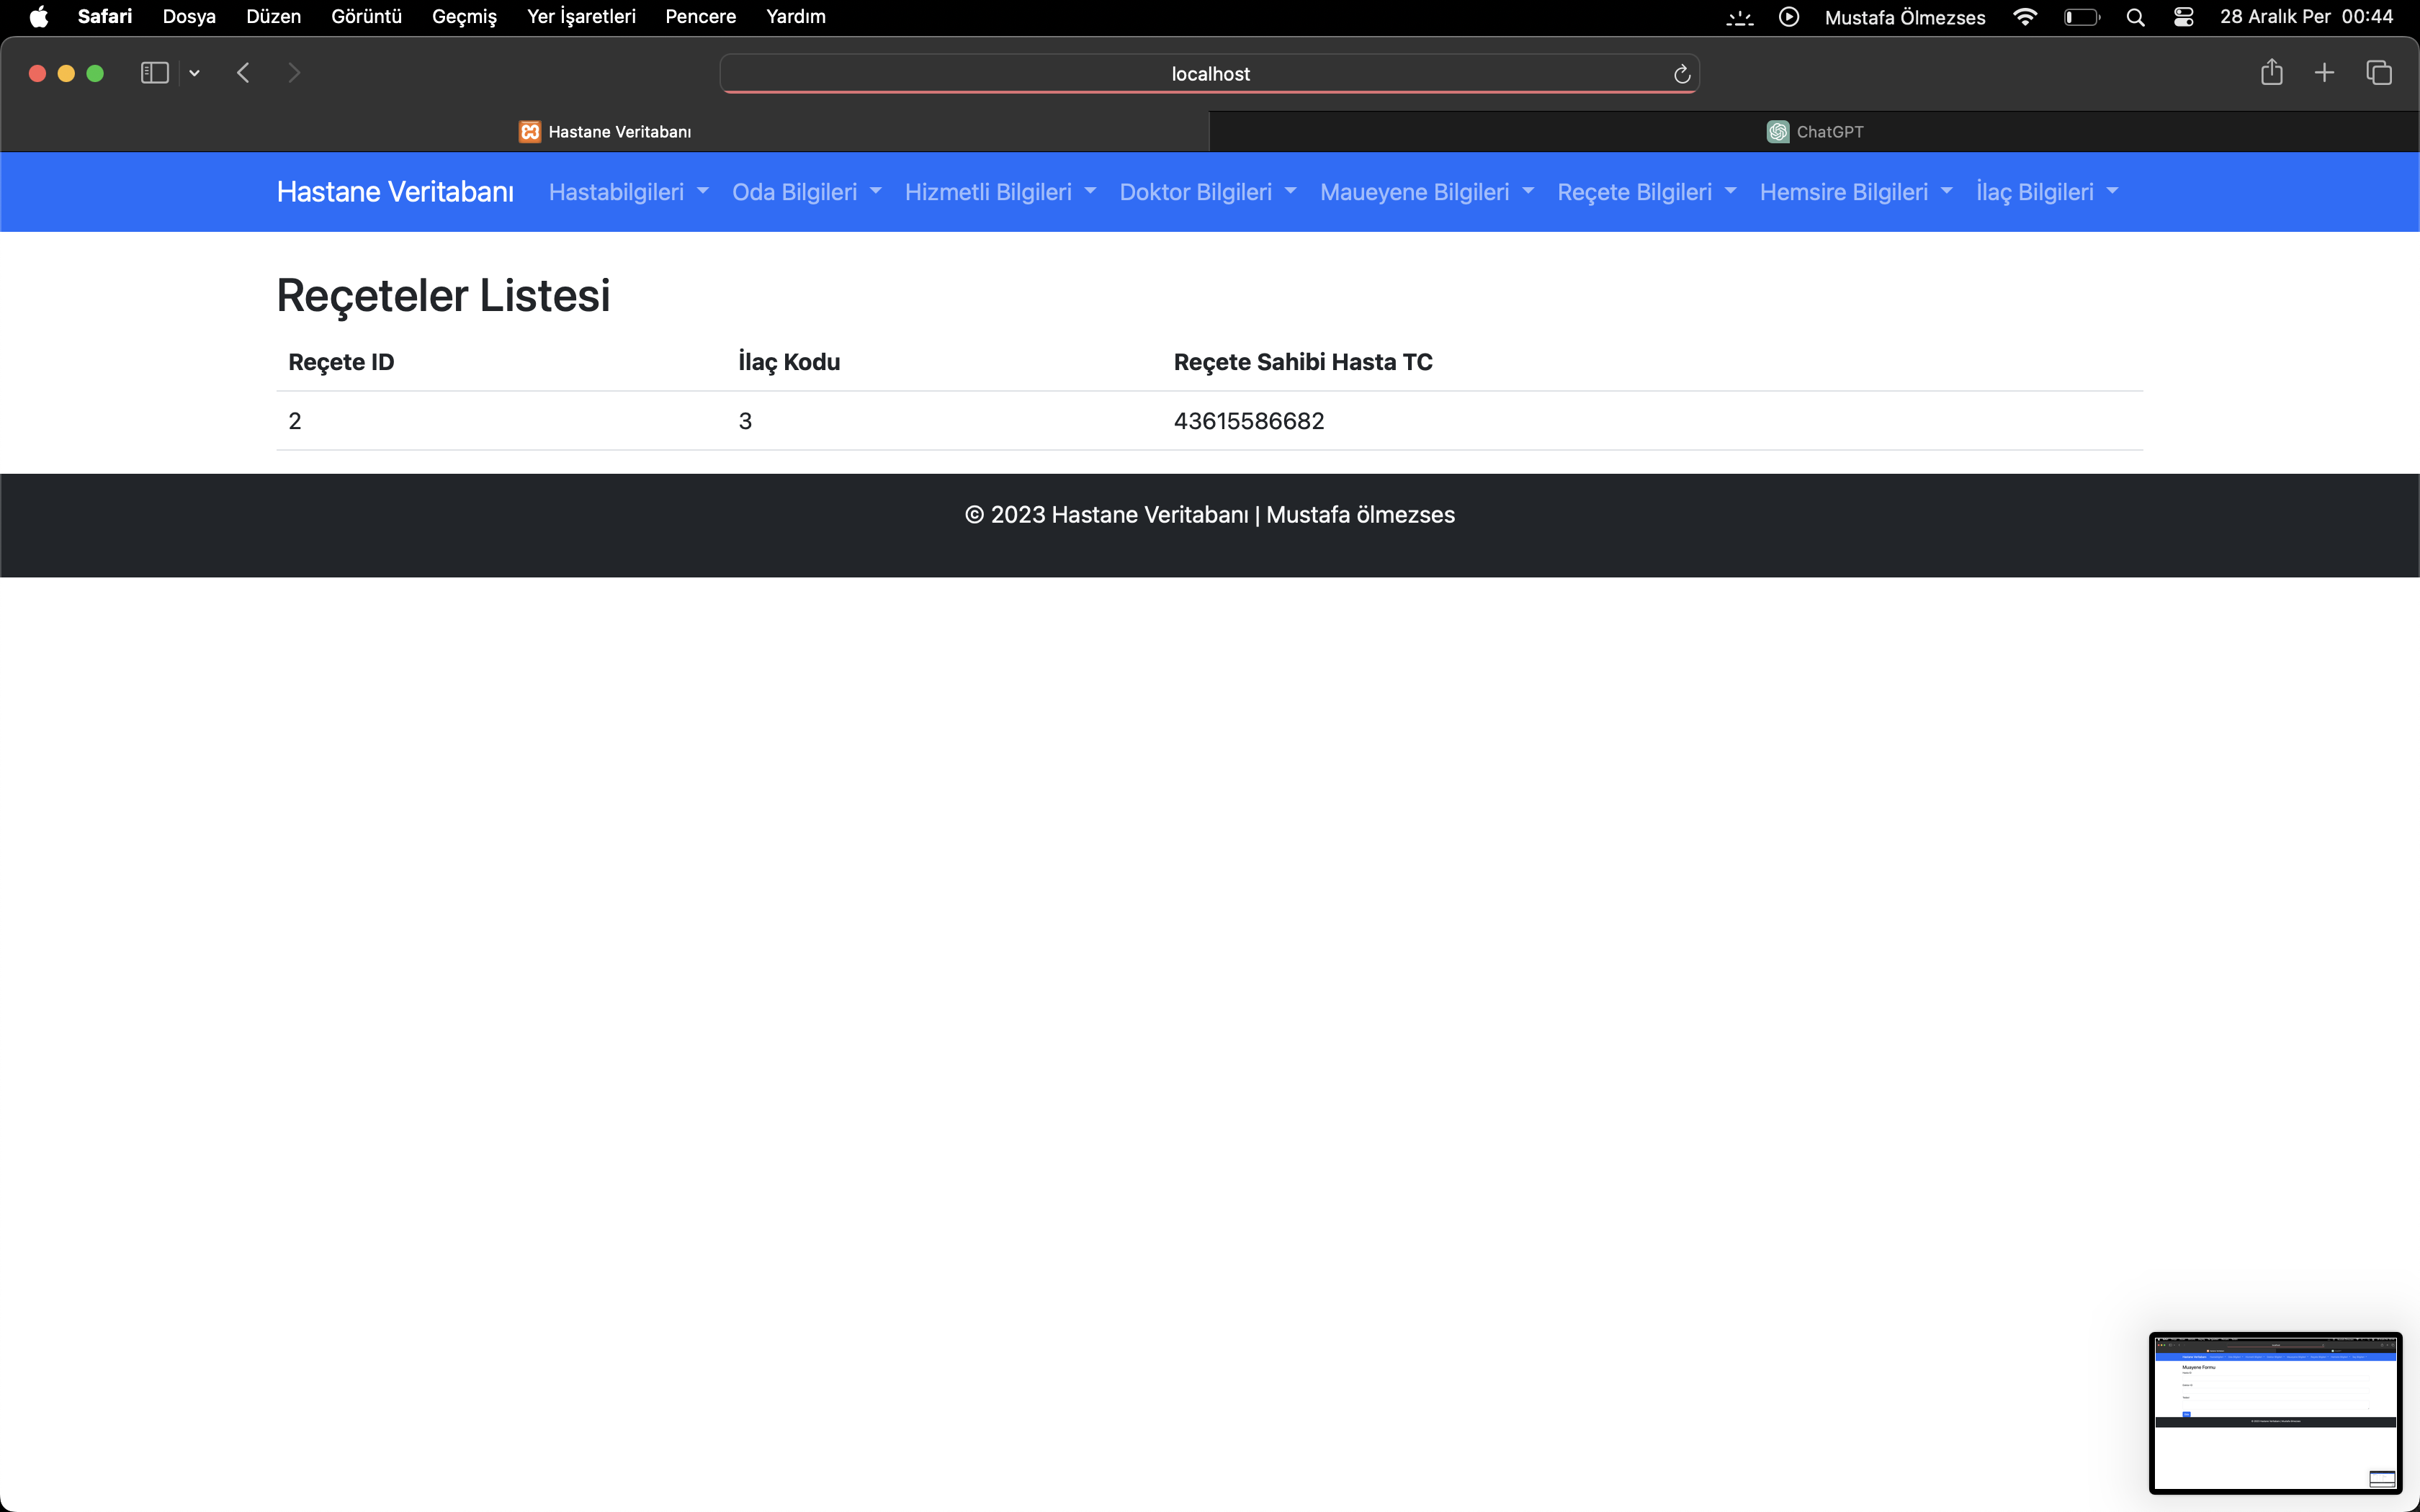 Safari Dosya Düzen Görüntü Geçmiş Yer İşaretleri Pencere Yardım Mustafa Ölmezses 28 Aralık Per 00:44
localhost
Hastane Veritabanı ChatGPT
Hastane Veritabanı Hastabilgileri Oda Bilgileri Hizmetli Bilgileri Doktor Bilgileri Maueyene Bilgileri Reçete Bilgileri Hemsire Bilgileri İlaç Bilgileri
Reçeteler Listesi
Reçete ID İlaç Kodu Reçete Sahibi Hasta TC
2 3 43615586682
© 2023 Hastane Veritabanı | Mustafa ölmezses
Muayene Formu